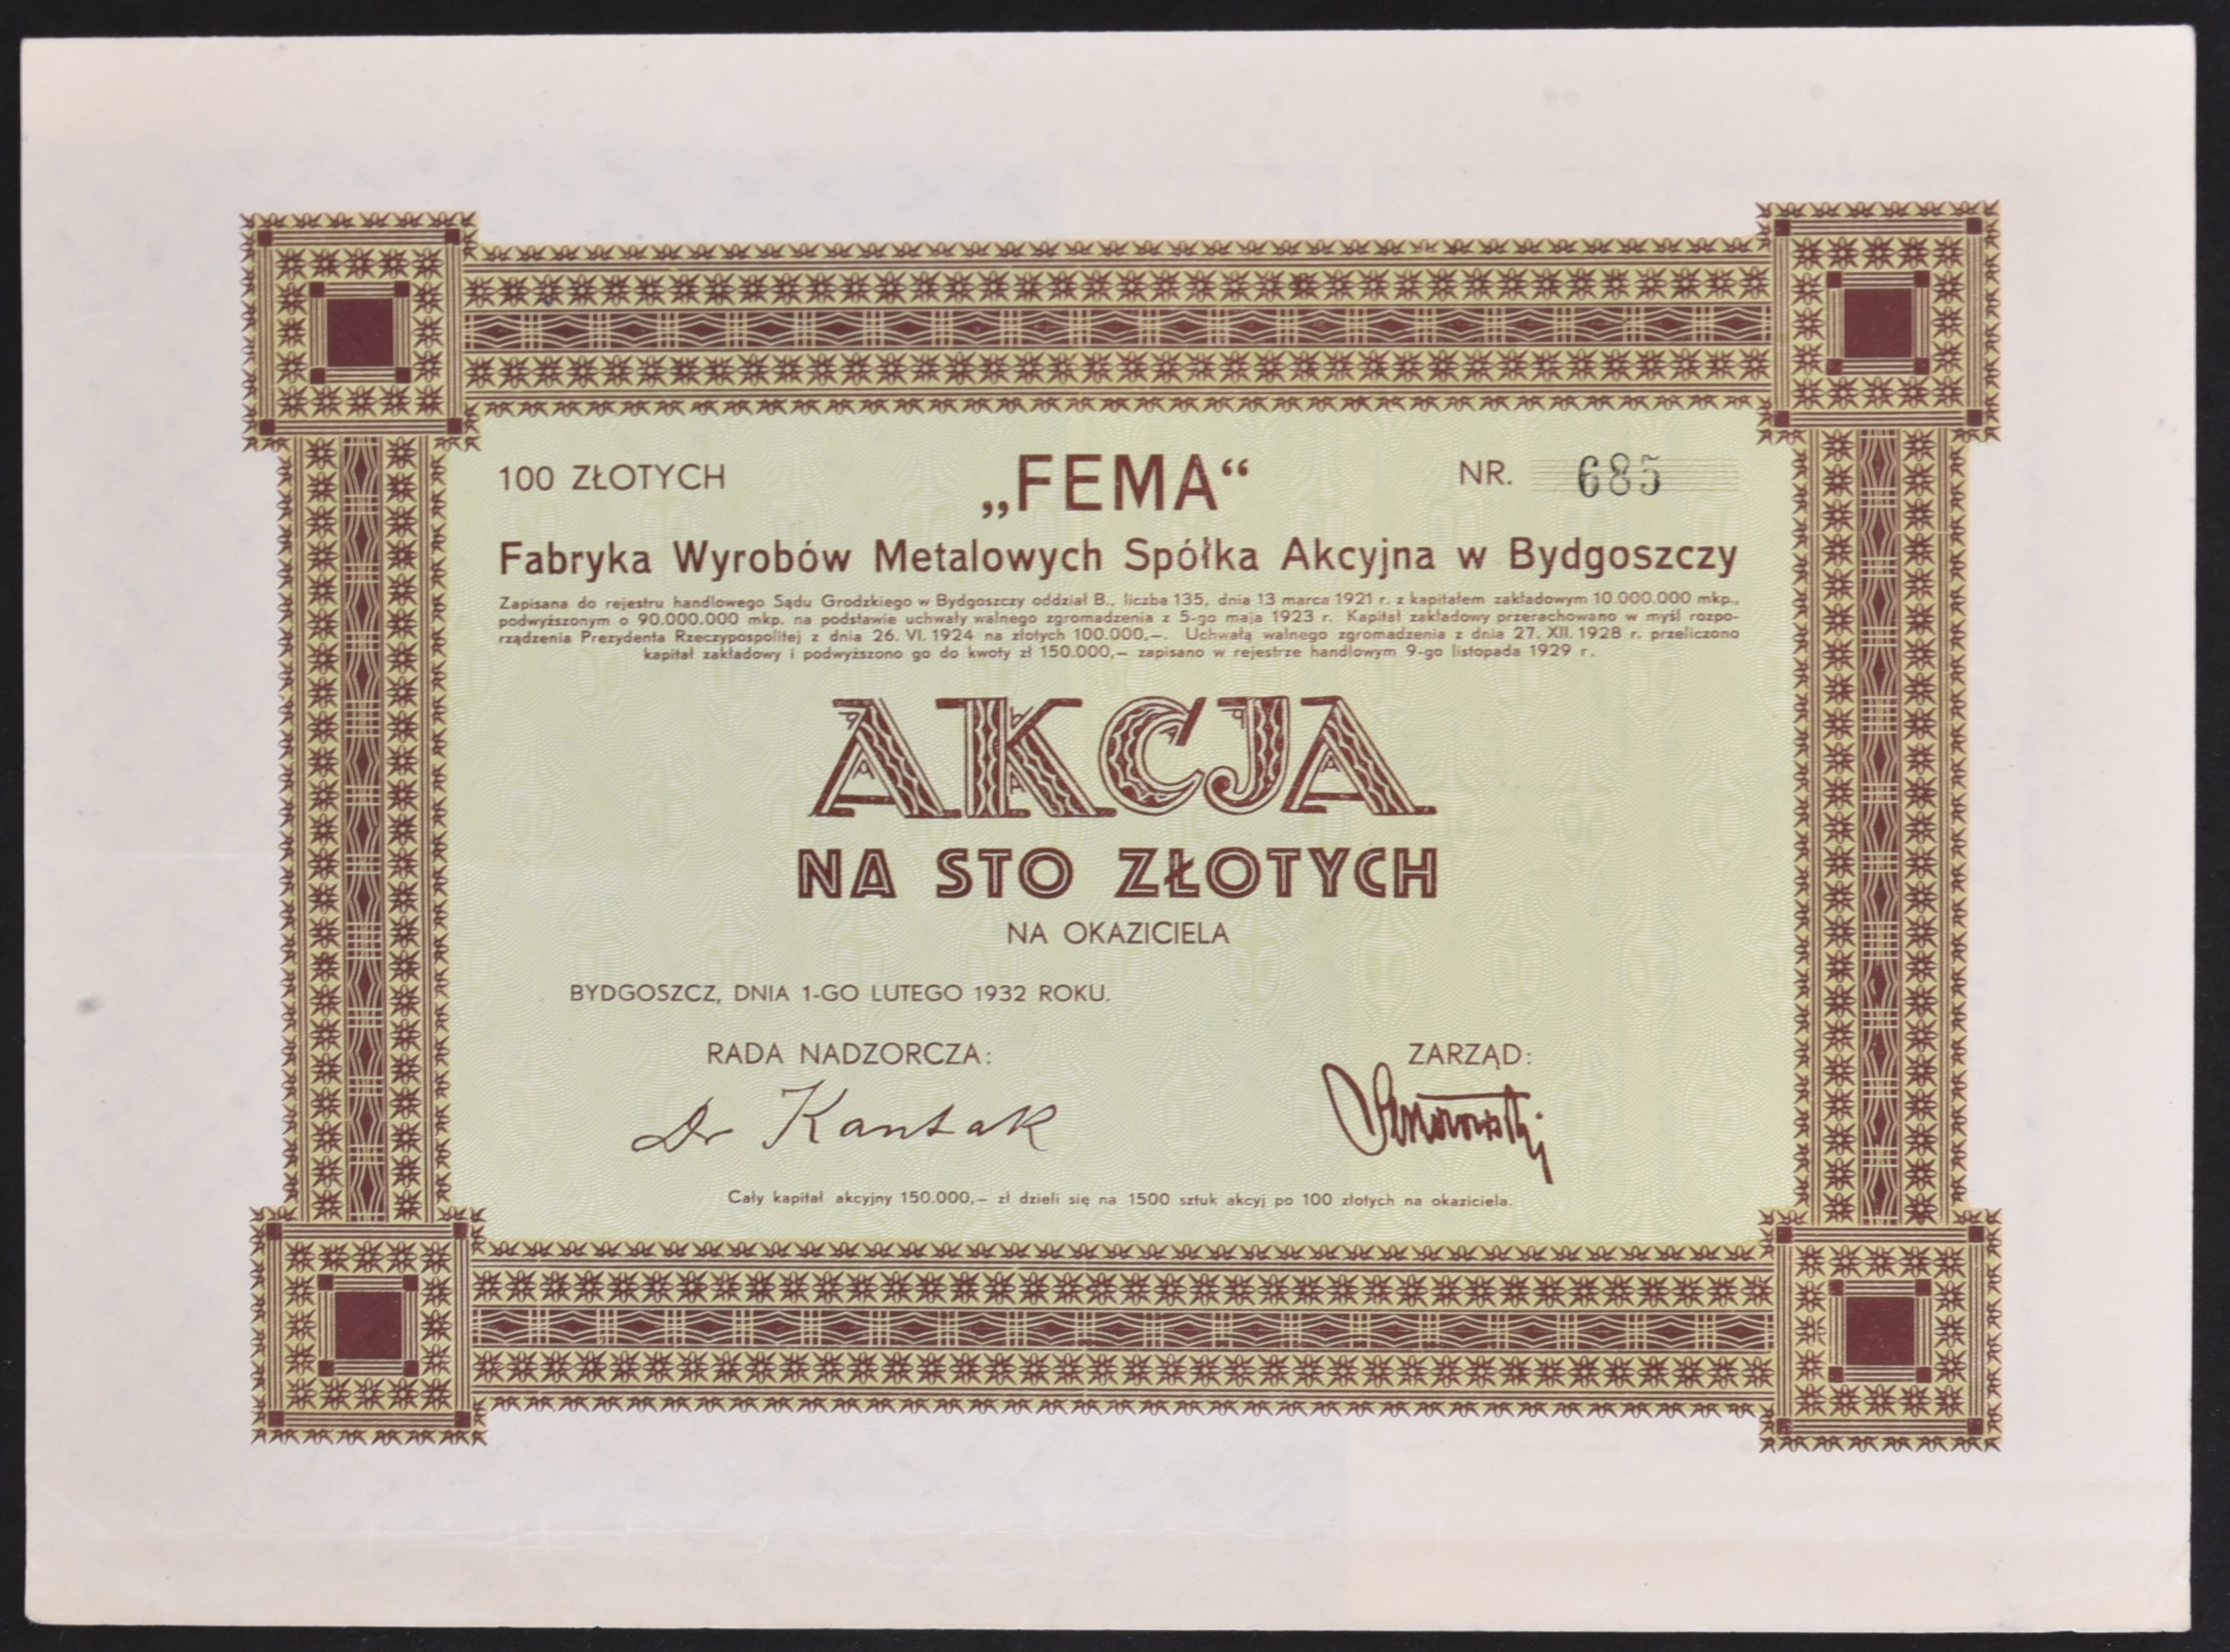 100 ZŁOTYCH
„FEMA“
NR. 685
Fabryka Wyrobów Metalowych Spółka Akcyjna w Bydgoszczy
Zapisana do rejestru handlowego Sądu Grodzkiego w Bydgoszczy oddział B., liczba 135, dnia 13 marca 1921 r. z kapitałem zakładowym 10.000.000 mkp.,
podwyższonym o 90.000.000 mkp. na podstawie uchwały walnego zgromadzenia z 5-go maja 1923 r. Kapitał zakładowy przerachowano w myśl rozpo-
rządzenia Prezydenta Rzeczypospolitej z dnia 26. VI. 1924 na złotych 100.000,—. Uchwałą walnego zgromadzenia z dnia 27. XII. 1928 r. przeliczono
kapitał zakładowy i podwyższono go do kwoty zł 150.000,— zapisano w rejestrze handlowym 9-go listopada 1929 r.
AKCJA
NA STO ZŁOTYCH
NA OKAZICIELA
BYDGOSZCZ, DNIA 1-GO LUTEGO 1932 ROKU.
RADA NADZORCZA:
ZARZĄD:
Dr Kantak
Cały kapitał akcyjny 150.000,— zł dzieli się na 1500 sztuk akcyj po 100 złotych na okaziciela.